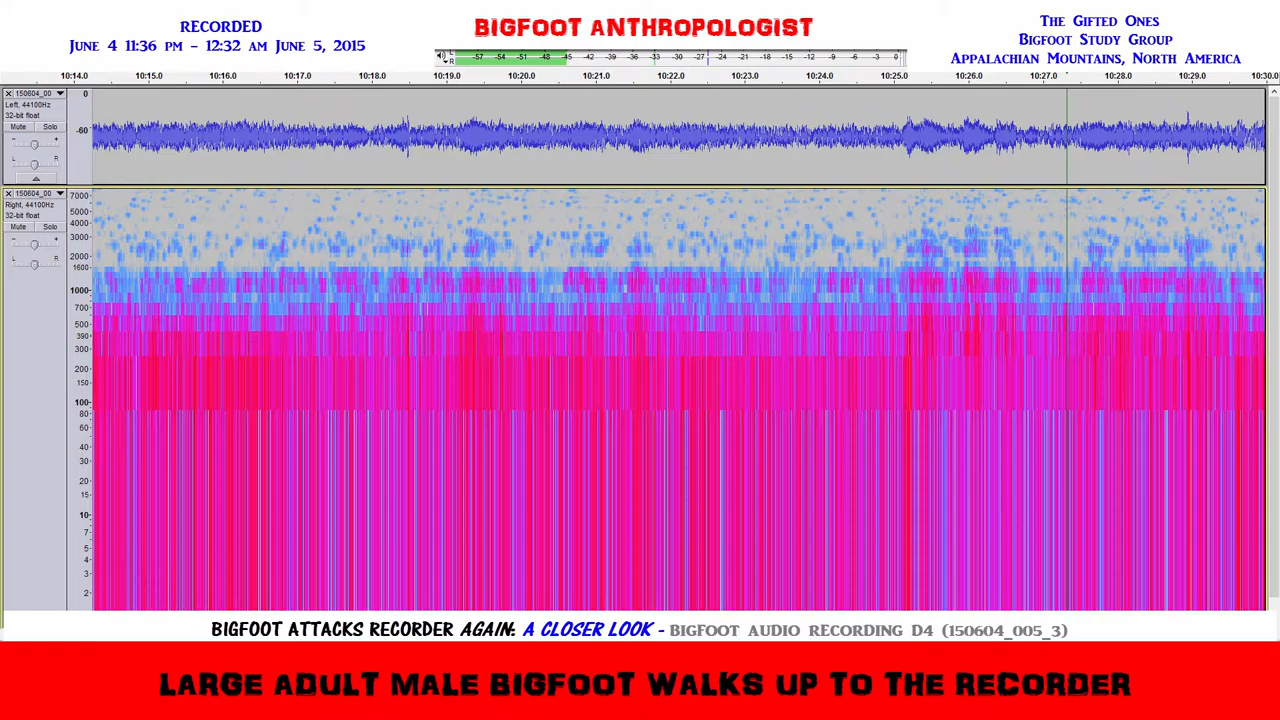 RECORDED
June 4 11:36 pm - 12:32 am June 5, 2015
BIGFOOT ANTHROPOLOGIST
The Gifted Ones
Bigfoot Study Group
Appalachian Mountains, North America
L
R
-57 -54 -51 -48 -45 -42 -39 -36 -33 -30 -27 -24 -21 -18 -15 -12 -9 -6 -3 0
10:14.0 10:15.0 10:16.0 10:17.0 10:18.0 10:19.0 10:20.0 10:21.0 10:22.0 10:23.0 10:24.0 10:25.0 10:26.0 10:27.0 10:28.0 10:29.0 10:30.0
150604_00
Left, 44100Hz
32-bit float
Mute Solo
- +
L R
0
-60
150604_00
Right, 44100Hz
32-bit float
Mute Solo
- +
L R
7000
5000
4000
3000
2000
1600
1000
700
500
390
300
200
150
100
80
60
40
30
20
15
10
7
5
4
3
2
BIGFOOT ATTACKS RECORDER AGAIN: A CLOSER LOOK - BIGFOOT AUDIO RECORDING D4 (150604_005_3)
LARGE ADULT MALE BIGFOOT WALKS UP TO THE RECORDER